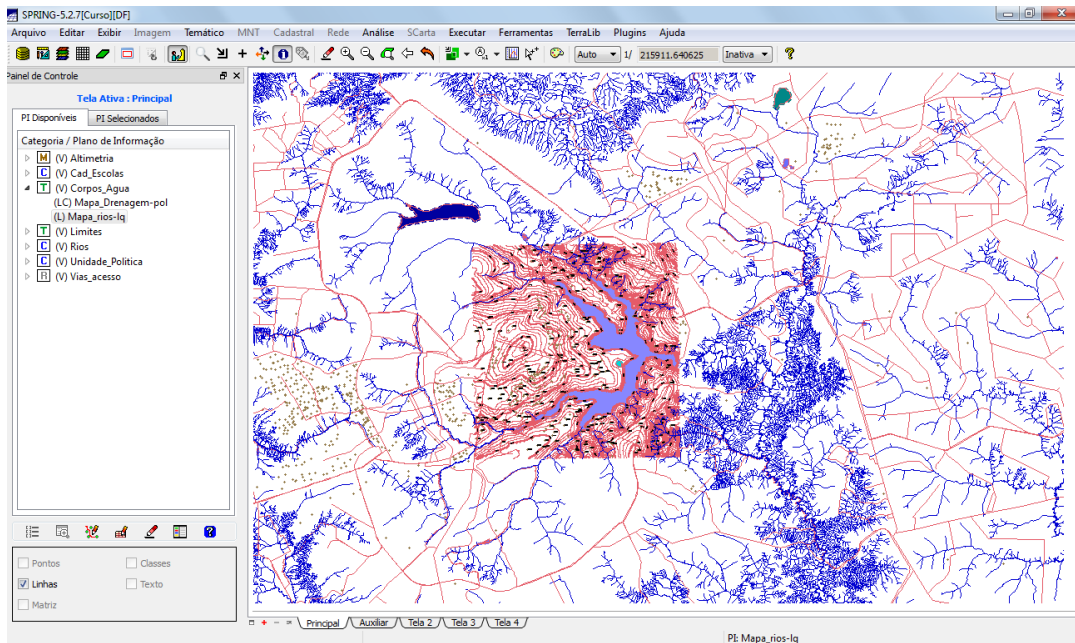 SPRING-5.2.7[Curso][DF]
Arquivo Editar Exibir Imagem Temático MNT Cadastral Rede Análise SCarta Executar Ferramentas TerraLib Plugins Ajuda
Auto 1/ 215911.640625 Inativa
Painel de Controle
Tela Ativa : Principal
PI Disponíveis PI Selecionados
Categoria / Plano de Informação
M (V) Altimetria
C (V) Cad_Escolas
T (V) Corpos_Agua
(LC) Mapa_Drenagem-pol
(L) Mapa_rios-lq
T (V) Limites
C (V) Rios
C (V) Unidade_Politica
R (V) Vias_acesso
Pontos Classes
Linhas Texto
Matriz
Principal Auxiliar Tela 2 Tela 3 Tela 4
PI: Mapa_rios-lq